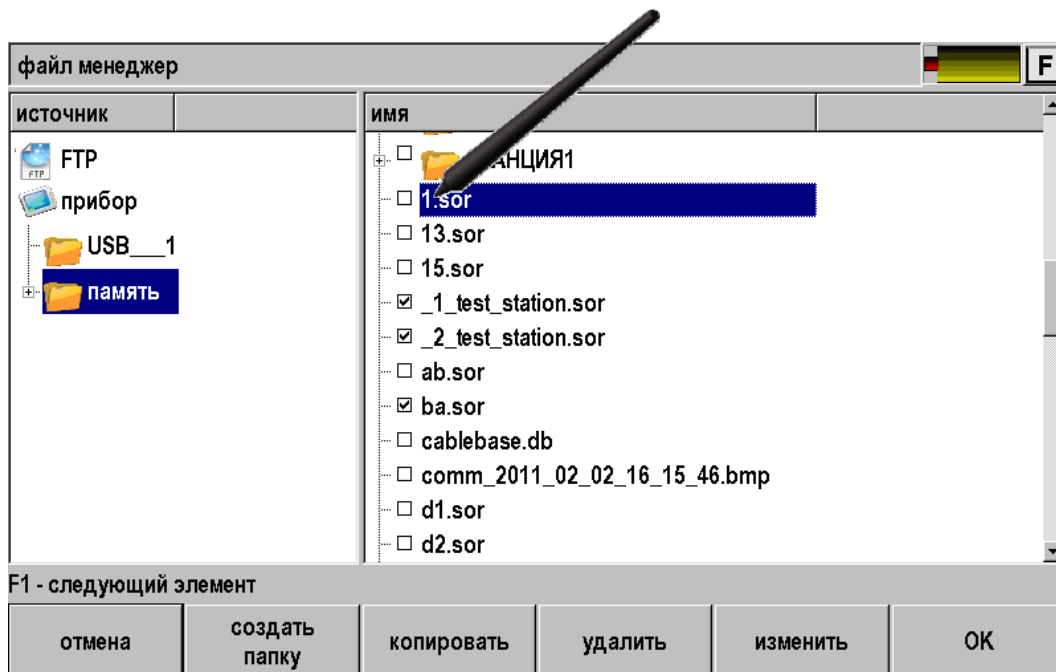 файл менеджер
F
источник
имя
FTP
FTP
прибор
USB___1
память
1.sor
13.sor
15.sor
_1_test_station.sor
_2_test_station.sor
ab.sor
ba.sor
cablebase.db
comm_2011_02_02_16_15_46.bmp
d1.sor
d2.sor
F1 - следующий элемент
отмена
создать
папку
копировать
удалить
изменить
OK